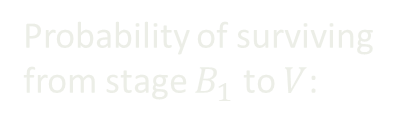 Probability of surviving
from stage B₁ to V: